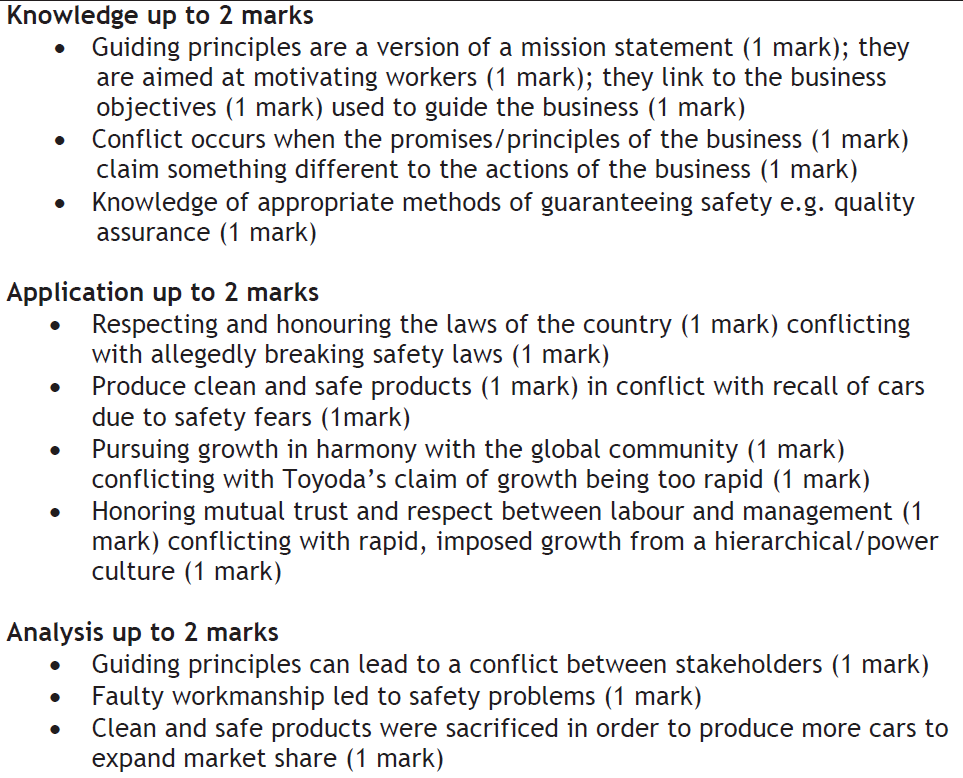 Knowledge up to 2 marks
• Guiding principles are a version of a mission statement (1 mark); they
are aimed at motivating workers (1 mark); they link to the business
objectives (1 mark) used to guide the business (1 mark)
• Conflict occurs when the promises/principles of the business (1 mark)
claim something different to the actions of the business (1 mark)
• Knowledge of appropriate methods of guaranteeing safety e.g. quality
assurance (1 mark)
Application up to 2 marks
• Respecting and honouring the laws of the country (1 mark) conflicting
with allegedly breaking safety laws (1 mark)
• Produce clean and safe products (1 mark) in conflict with recall of cars
due to safety fears (1mark)
• Pursuing growth in harmony with the global community (1 mark)
conflicting with Toyoda’s claim of growth being too rapid (1 mark)
• Honoring mutual trust and respect between labour and management (1
mark) conflicting with rapid, imposed growth from a hierarchical/power
culture (1 mark)
Analysis up to 2 marks
• Guiding principles can lead to a conflict between stakeholders (1 mark)
• Faulty workmanship led to safety problems (1 mark)
• Clean and safe products were sacrificed in order to produce more cars to
expand market share (1 mark)